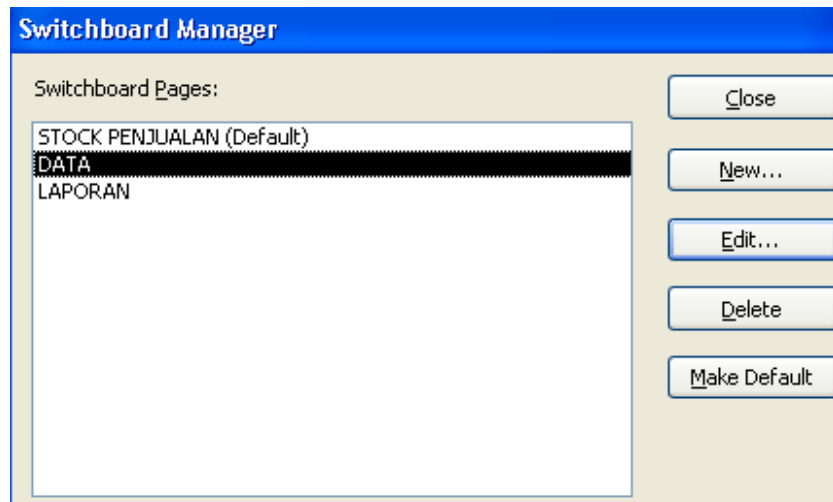 Switchboard Manager
Switchboard Pages:
STOCK PENJUALAN (Default)
DATA
LAPORAN
Close
New...
Edit...
Delete
Make Default